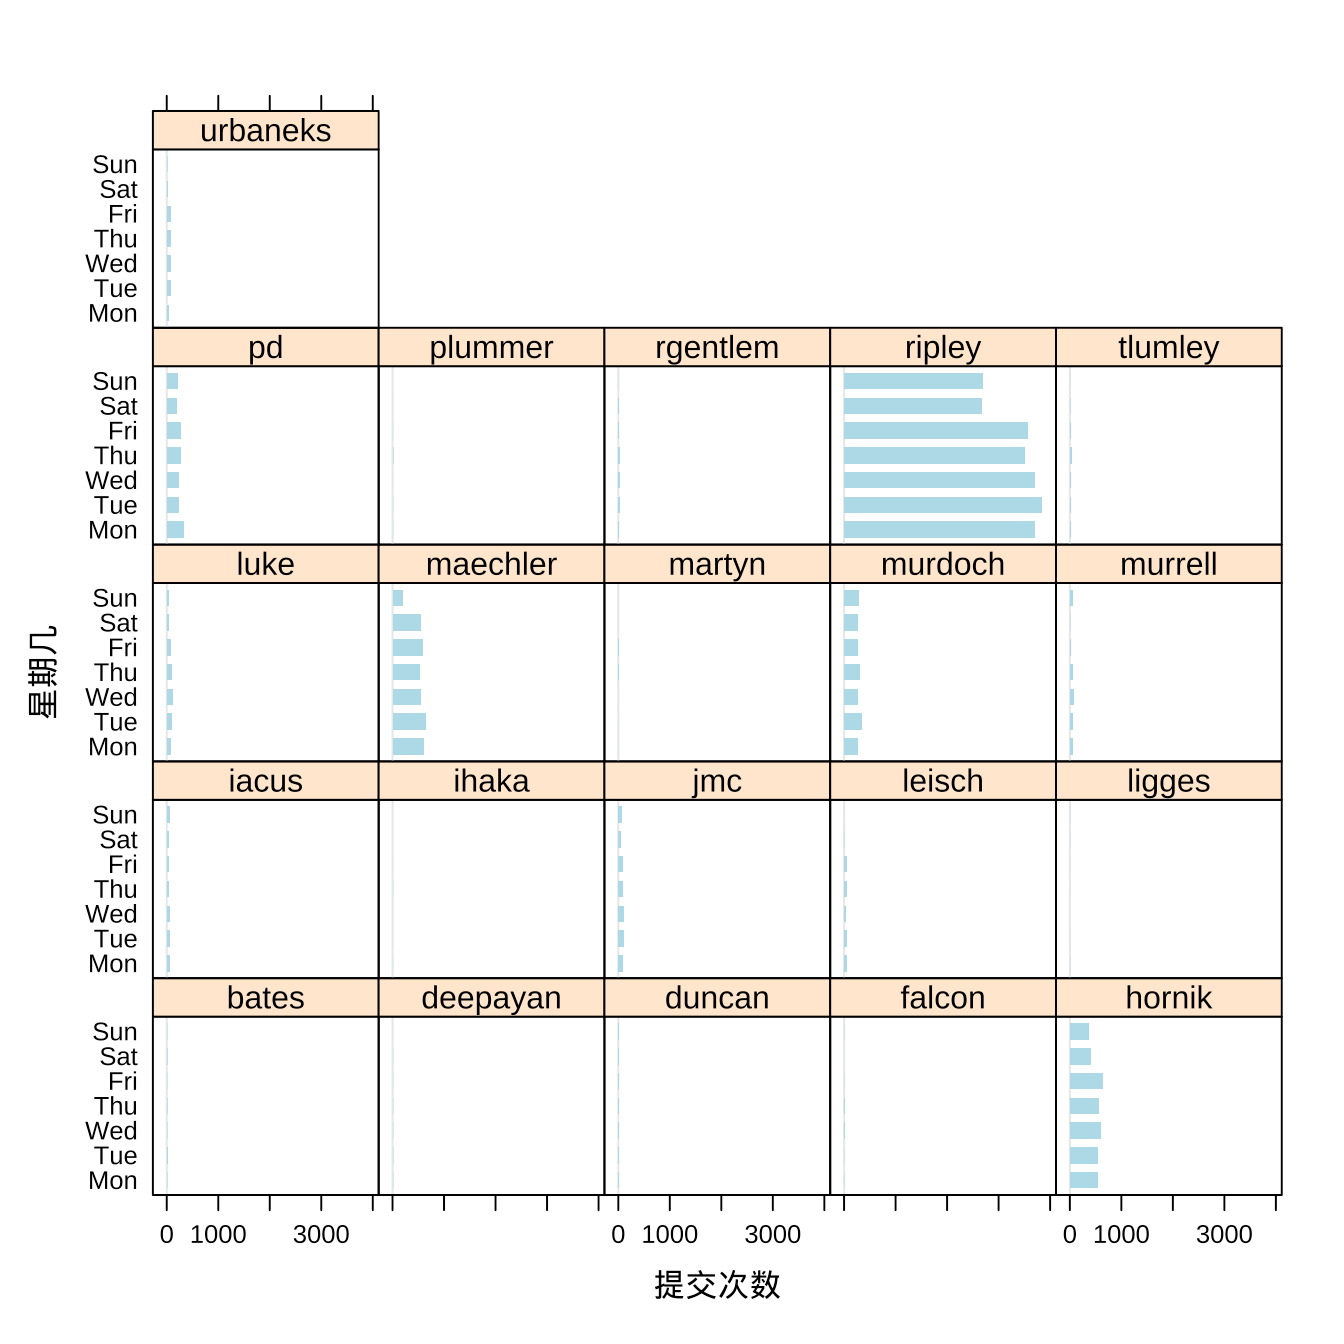 urbaneks
Sun
Sat
Fri
Thu
Wed
Tue
Mon
pd plummer rgentlem ripley tlumley
Sun
Sat
Fri
Thu
Wed
Tue
Mon
luke maechler martyn murdoch murrell
Sun
Sat
Fri
Thu
Wed
Tue
Mon
iacus ihaka jmc leisch ligges
Sun
Sat
Fri
Thu
Wed
Tue
Mon
bates deepayan duncan falcon hornik
Sun
Sat
Fri
Thu
Wed
Tue
Mon
0 1000 3000 0 1000 3000 0 1000 3000
提交次数
星期几